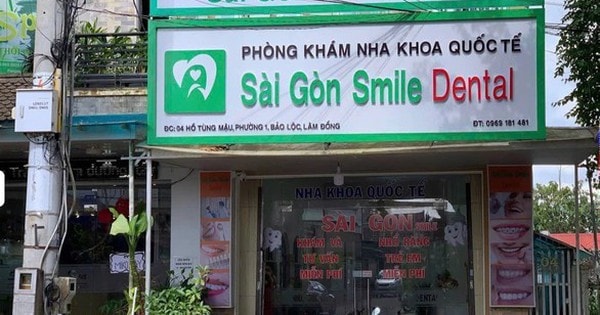 PHÒNG KHÁM NHA KHOA QUỐC TẾ
Sài Gòn Smile Dental
ĐC: 04 HỒ TÙNG MẬU, PHƯỜNG 1, BẢO LỘC, LÂM ĐỒNG
ĐT: 0969 181 481
NHA KHOA QUỐC TẾ
SÀI GÒN SMILE
KHÁM VÀ
TƯ VẤN
MIỄN PHÍ
NHỔ RĂNG
TRẺ EM
MIỄN PHÍ
DENTAL